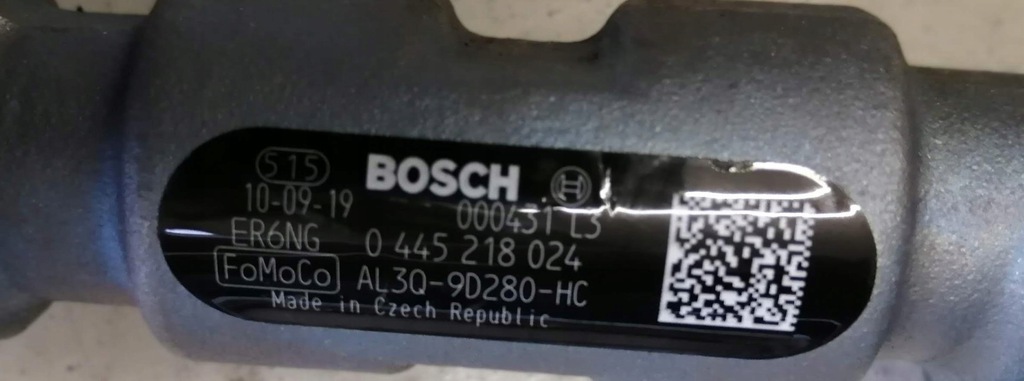 515 BOSCH
10-09-19 000431 L3
ER6NG 0 445 218 024
FoMoCo AL3Q-9D280-HC
Made in Czech Republic